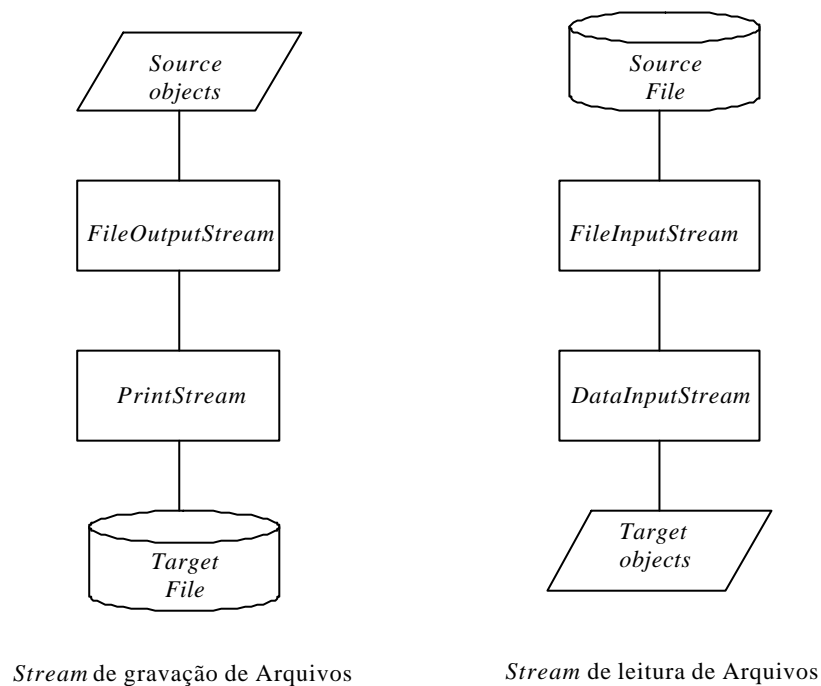 Source
objects
FileOutputStream
PrintStream
Target
File
Stream de gravação de Arquivos
Source
File
FileInputStream
DataInputStream
Target
objects
Stream de leitura de Arquivos